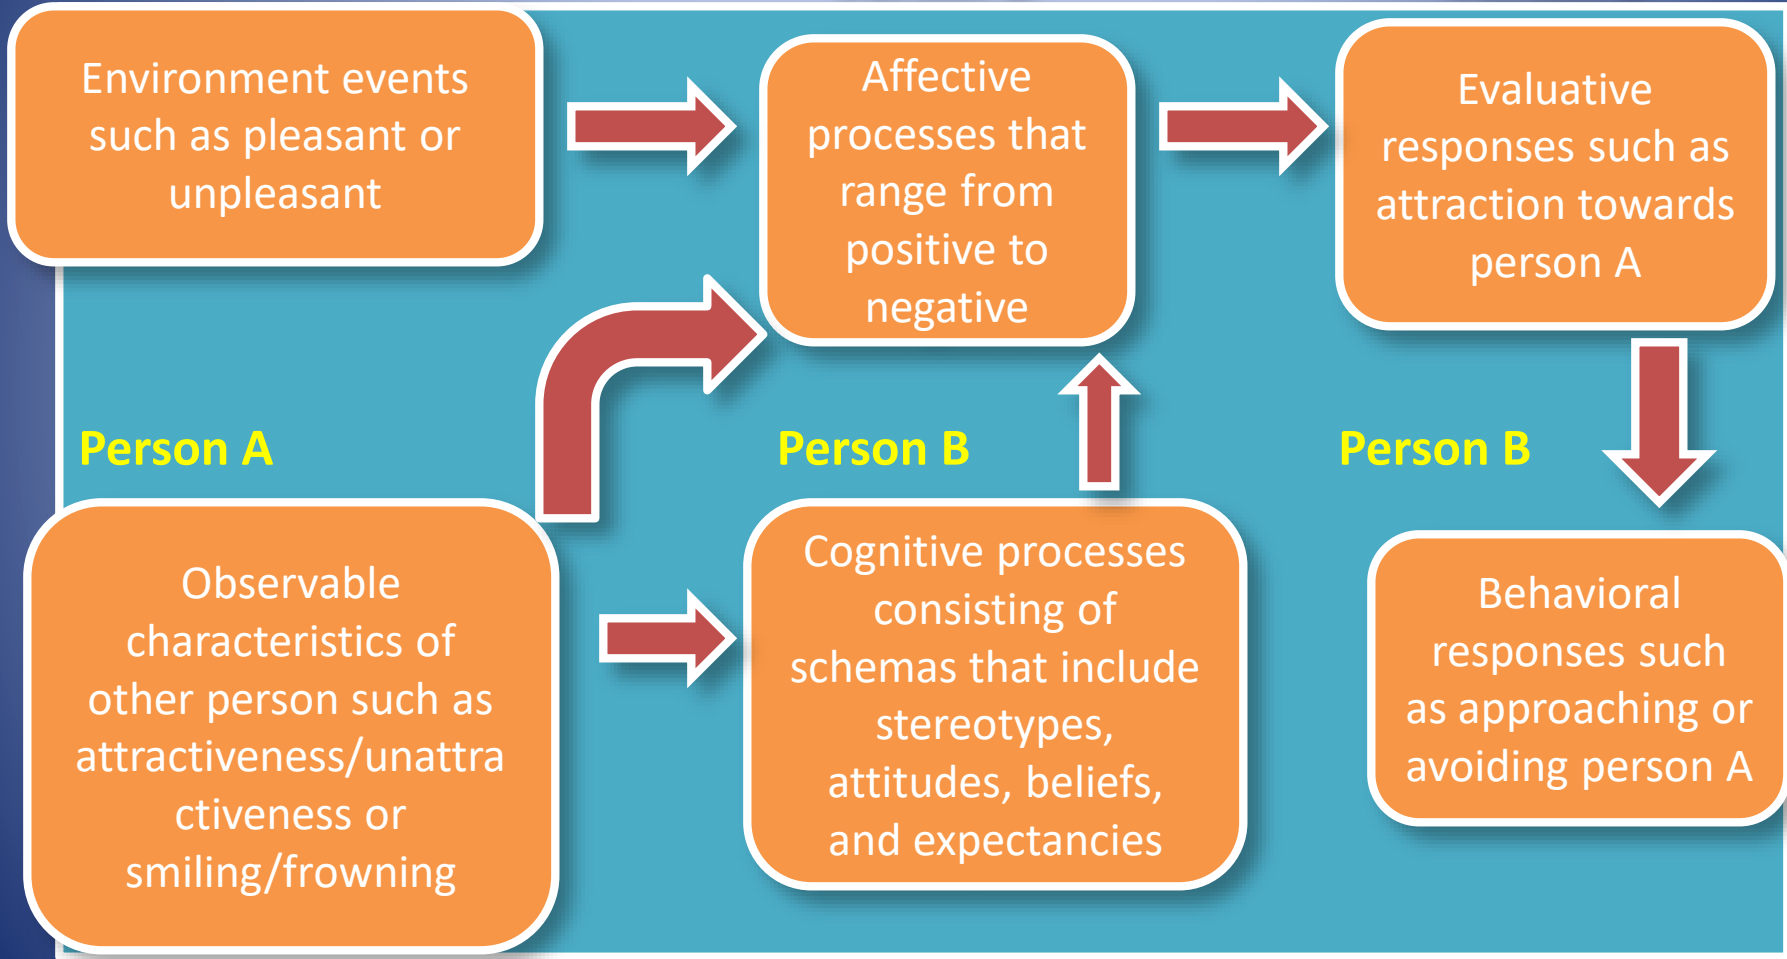 Environment events
such as pleasant or
unpleasant
Affective
processes that
range from
positive to
negative
Evaluative
responses such as
attraction towards
person A
Person A
Person B
Person B
Observable
characteristics of
other person such as
attractiveness/unattra
ctiveness or
smiling/frowning
Cognitive processes
consisting of
schemas that include
stereotypes,
attitudes, beliefs,
and expectancies
Behavioral
responses such
as approaching or
avoiding person A